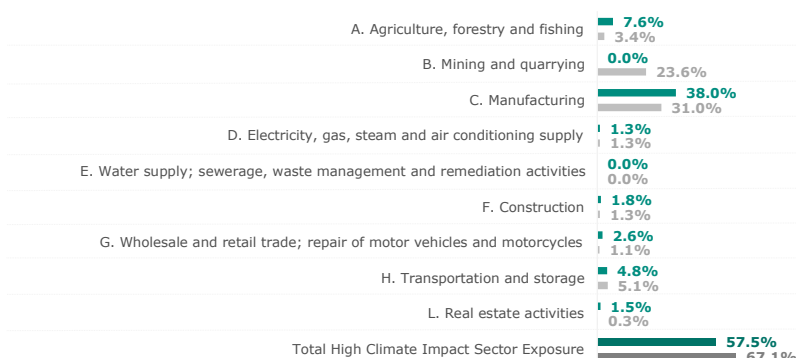 A. Agriculture, forestry and fishing 7.6%
3.4%
B. Mining and quarrying 0.0%
23.6%
C. Manufacturing 38.0%
31.0%
D. Electricity, gas, steam and air conditioning supply 1.3%
1.3%
E. Water supply; sewerage, waste management and remediation activities 0.0%
0.0%
F. Construction 1.8%
1.3%
G. Wholesale and retail trade; repair of motor vehicles and motorcycles 2.6%
1.1%
H. Transportation and storage 4.8%
5.1%
L. Real estate activities 1.5%
0.3%
Total High Climate Impact Sector Exposure 57.5%
67.1%